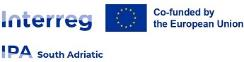 Interreg
Co-funded by
the European Union
IPA South Adriatic